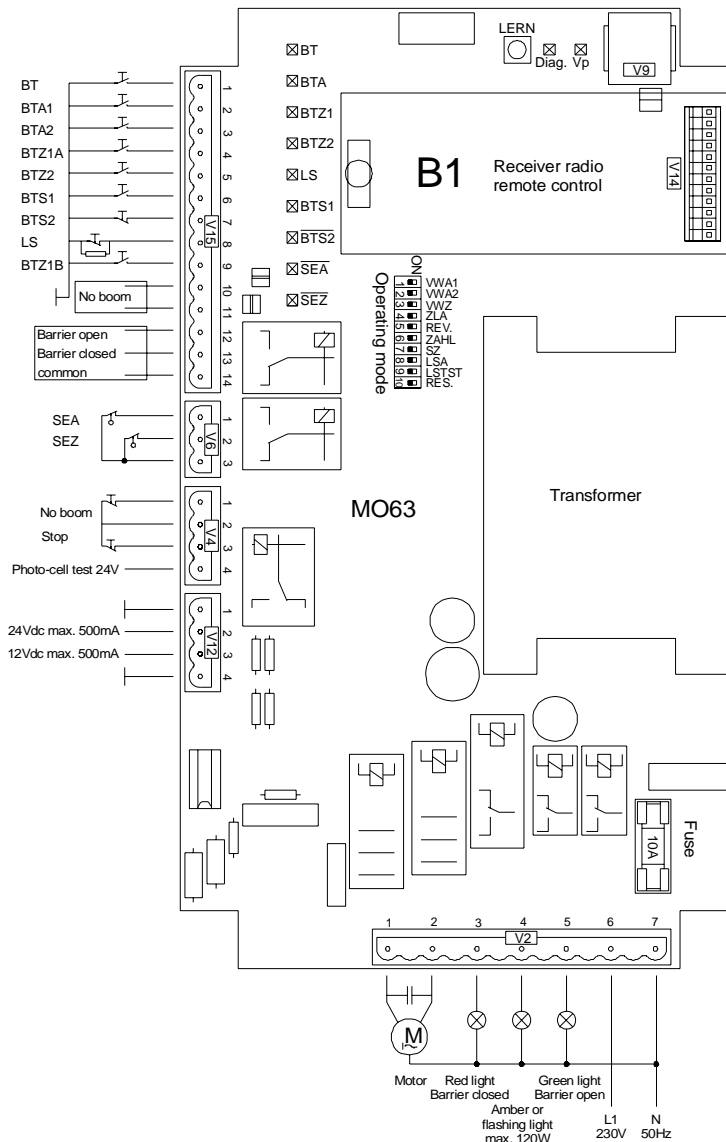 LERN
Diag. Vp
V9
BT
BTA
BTZ1
BTZ2
LS
BTS1
BTS2
SEA
SEZ
B1
Receiver radio
remote control
V14
BT
BTA1
BTA2
BTZ1A
BTZ2
BTS1
BTS2
LS
BTZ1B
No boom
Barrier open
Barrier closed
common
1
2
3
4
5
6
7
8
9
10
11
12
13
14
V15
Operating mode
ON
1 VWA1
2 VWA2
3 VWZ
4 ZLA
5 REV.
6 ZAHL
7 SZ
8 LSA
9 LSTST
10 RES.
SEA
SEZ
1
2
3
V6
No boom
Stop
Photo-cell test 24V
1
2
3
4
V4
MO63
Transformer
24Vdc max. 500mA
12Vdc max. 500mA
1
2
3
4
V12
10A
Fuse
1 2 3 4 5 6 7
V2
M
~
Motor
Red light
Barrier closed
Amber or
flashing light
max. 120W
Green light
Barrier open
L1
230V
N
50Hz